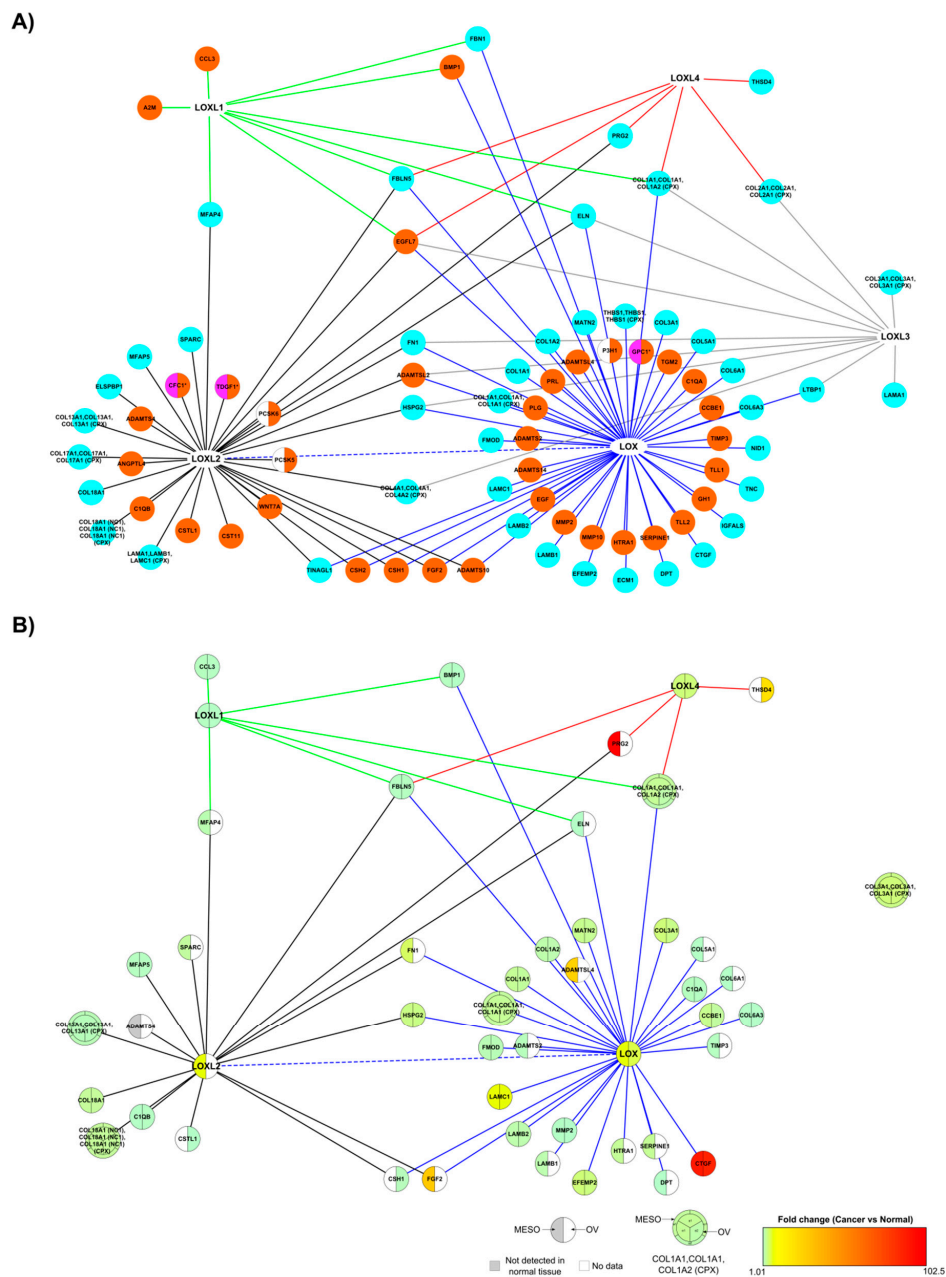 A)
CCL3
FBN1
BMP1
LOXL4
THSD4
A2M
LOXL1
PRG2
FBLN5
COL1A1,COL1A1,
COL1A2 (CPX)
COL2A1,COL2A1,
COL2A1 (CPX)
MFAP4
ELN
EGFL7
COL3A1,COL3A1,
COL3A1 (CPX)
THBS1,THBS1,
THBS1 (CPX)
MATN2
COL3A1
SPARC
FN1
COL1A2
P3H1
GPC1*
COL5A1
LOXL3
MFAP5
ADAMTSL4
TGM2
ELSPBP1
CFC1*
TDGF1*
ADAMTSL2
COL1A1
PRL
C1QA
COL6A1
LTBP1
LAMA1
COL13A1,COL13A1,
COL13A1 (CPX)
ADAMTS4
PCSK6
HSPG2
COL1A1,COL1A1,
COL1A1 (CPX)
PLG
CCBE1
COL6A3
COL17A1,COL17A1,
COL17A1 (CPX)
ANGPTL4
LOXL2
PCSK5
FMOD
ADAMTS2
LOX
TIMP3
NID1
COL18A1
COL4A1,COL4A1,
COL4A2 (CPX)
LAMC1
ADAMTS14
TLL1
TNC
C1QB
WNT7A
EGF
GH1
COL18A1 (NC1),
COL18A1 (NC1),
COL18A1 (NC1)
(CPX)
CSTL1
CST11
LAMB2
MMP2
TLL2
IGFALS
LAMA1,LAMB1,
LAMC1 (CPX)
MMP10
HTRA1
SERPINE1
LAMB1
CTGF
TINAGL1
CSH2
CSH1
FGF2
ADAMTS10
EFEMP2
ECM1
DPT
B)
CCL3
BMP1
LOXL4
THSD4
LOXL1
PRG2
FBLN5
COL1A1,COL1A1,
COL1A2 (CPX)
MFAP4
ELN
COL3A1,COL3A1,
COL3A1 (CPX)
MATN2
COL3A1
SPARC
FN1
COL1A2
COL5A1
MFAP5
ADAMTSL4
COL1A1
C1QA
COL6A1
COL13A1,COL13A1,
COL13A1 (CPX)
ADAMTS4
HSPG2
COL1A1,COL1A1,
COL1A1 (CPX)
CCBE1
COL6A3
FMOD
ADAMTS2
LOX
TIMP3
LOXL2
COL18A1
LAMC1
C1QB
COL18A1 (NC1),
COL18A1 (NC1),
COL18A1 (NC1)
(CPX)
CSTL1
LAMB2
MMP2
HTRA1
SERPINE1
LAMB1
CTGF
CSH1
FGF2
EFEMP2
DPT
MESO
OV
MESO
OV
Fold change (Cancer vs Normal)
Not detected in
normal tissue
No data
COL1A1,COL1A1,
COL1A2 (CPX)
1.01
102.5